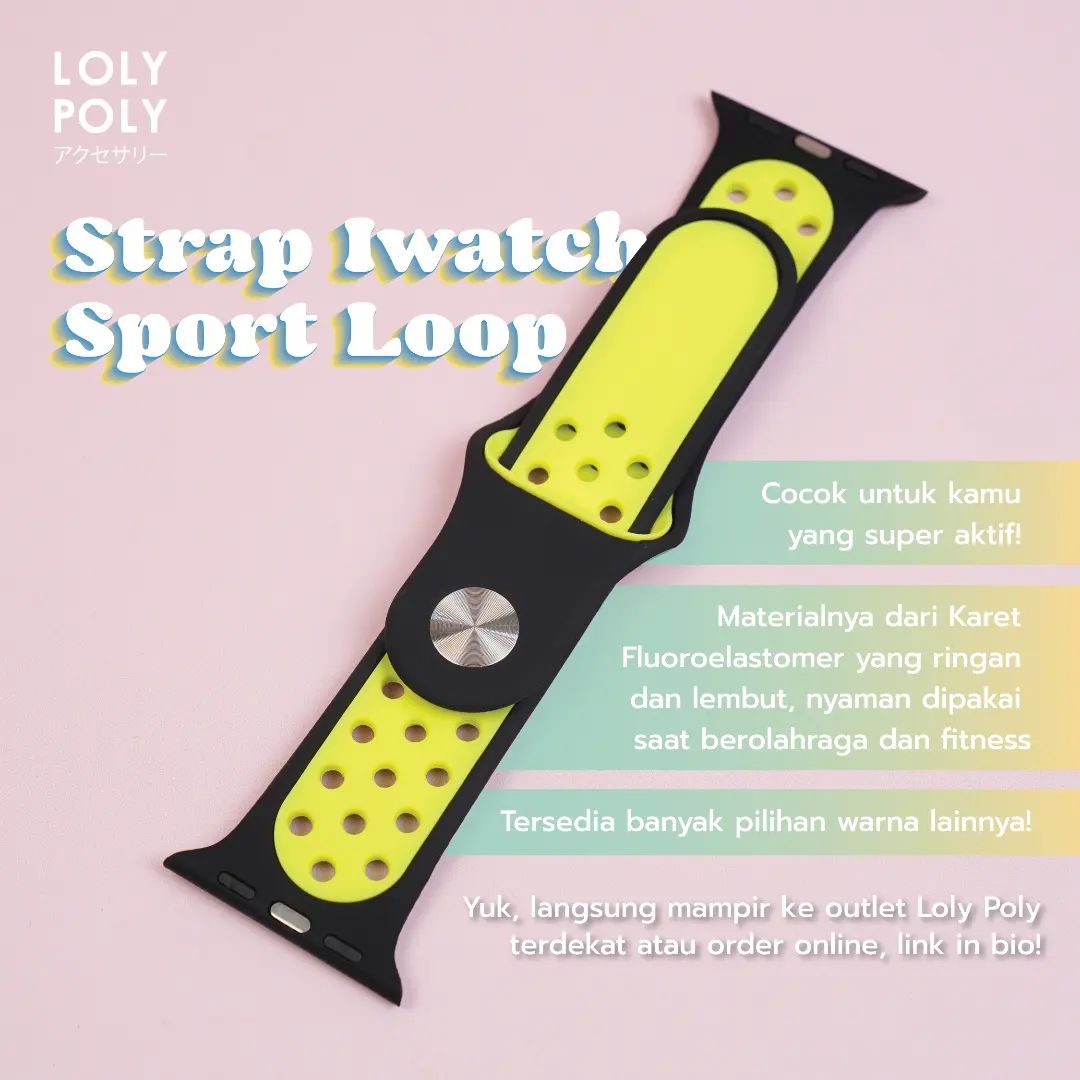 LOLY
POLY
アクセサリー
Strap Iwatch
Sport Loop
Cocok untuk kamu
yang super aktif!
Materialnya dari Karet
Fluoroelastomer yang ringan
dan lembut, nyaman dipakai
saat berolahraga dan fitness
Tersedia banyak pilihan warna lainnya!
Yuk, langsung mampir ke outlet Loly Poly
terdekat atau order online, link in bio!